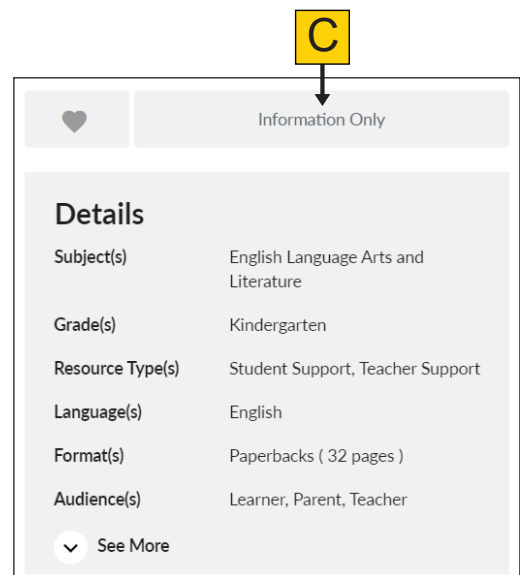 C
Information Only
Details
Subject(s) English Language Arts and
Literature
Grade(s) Kindergarten
Resource Type(s) Student Support, Teacher Support
Language(s) English
Format(s) Paperbacks ( 32 pages )
Audience(s) Learner, Parent, Teacher
See More